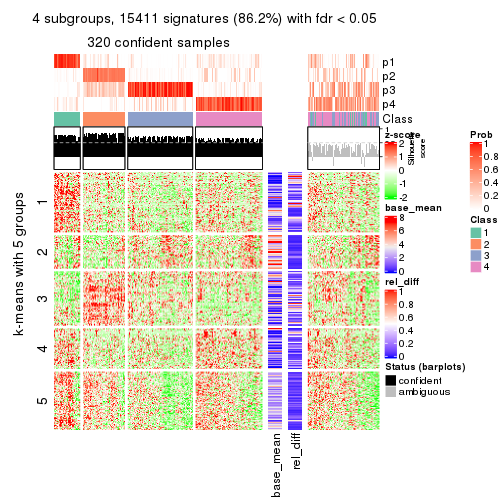 4 subgroups, 15411 signatures (86.2%) with fdr < 0.05
320 confident samples
p1
p2
p3
p4
Class
1
Silhouette
score
k-means with 5 groups
1
2
3
4
5
base_mean
rel_diff
z-score
2
1
0
-1
-2
base_mean
8
6
4
2
0
rel_diff
1
0.8
0.6
0.4
0.2
0
Status (barplots)
confident
ambiguous
Prob
1
0.8
0.6
0.4
0.2
0
Class
1
2
3
4